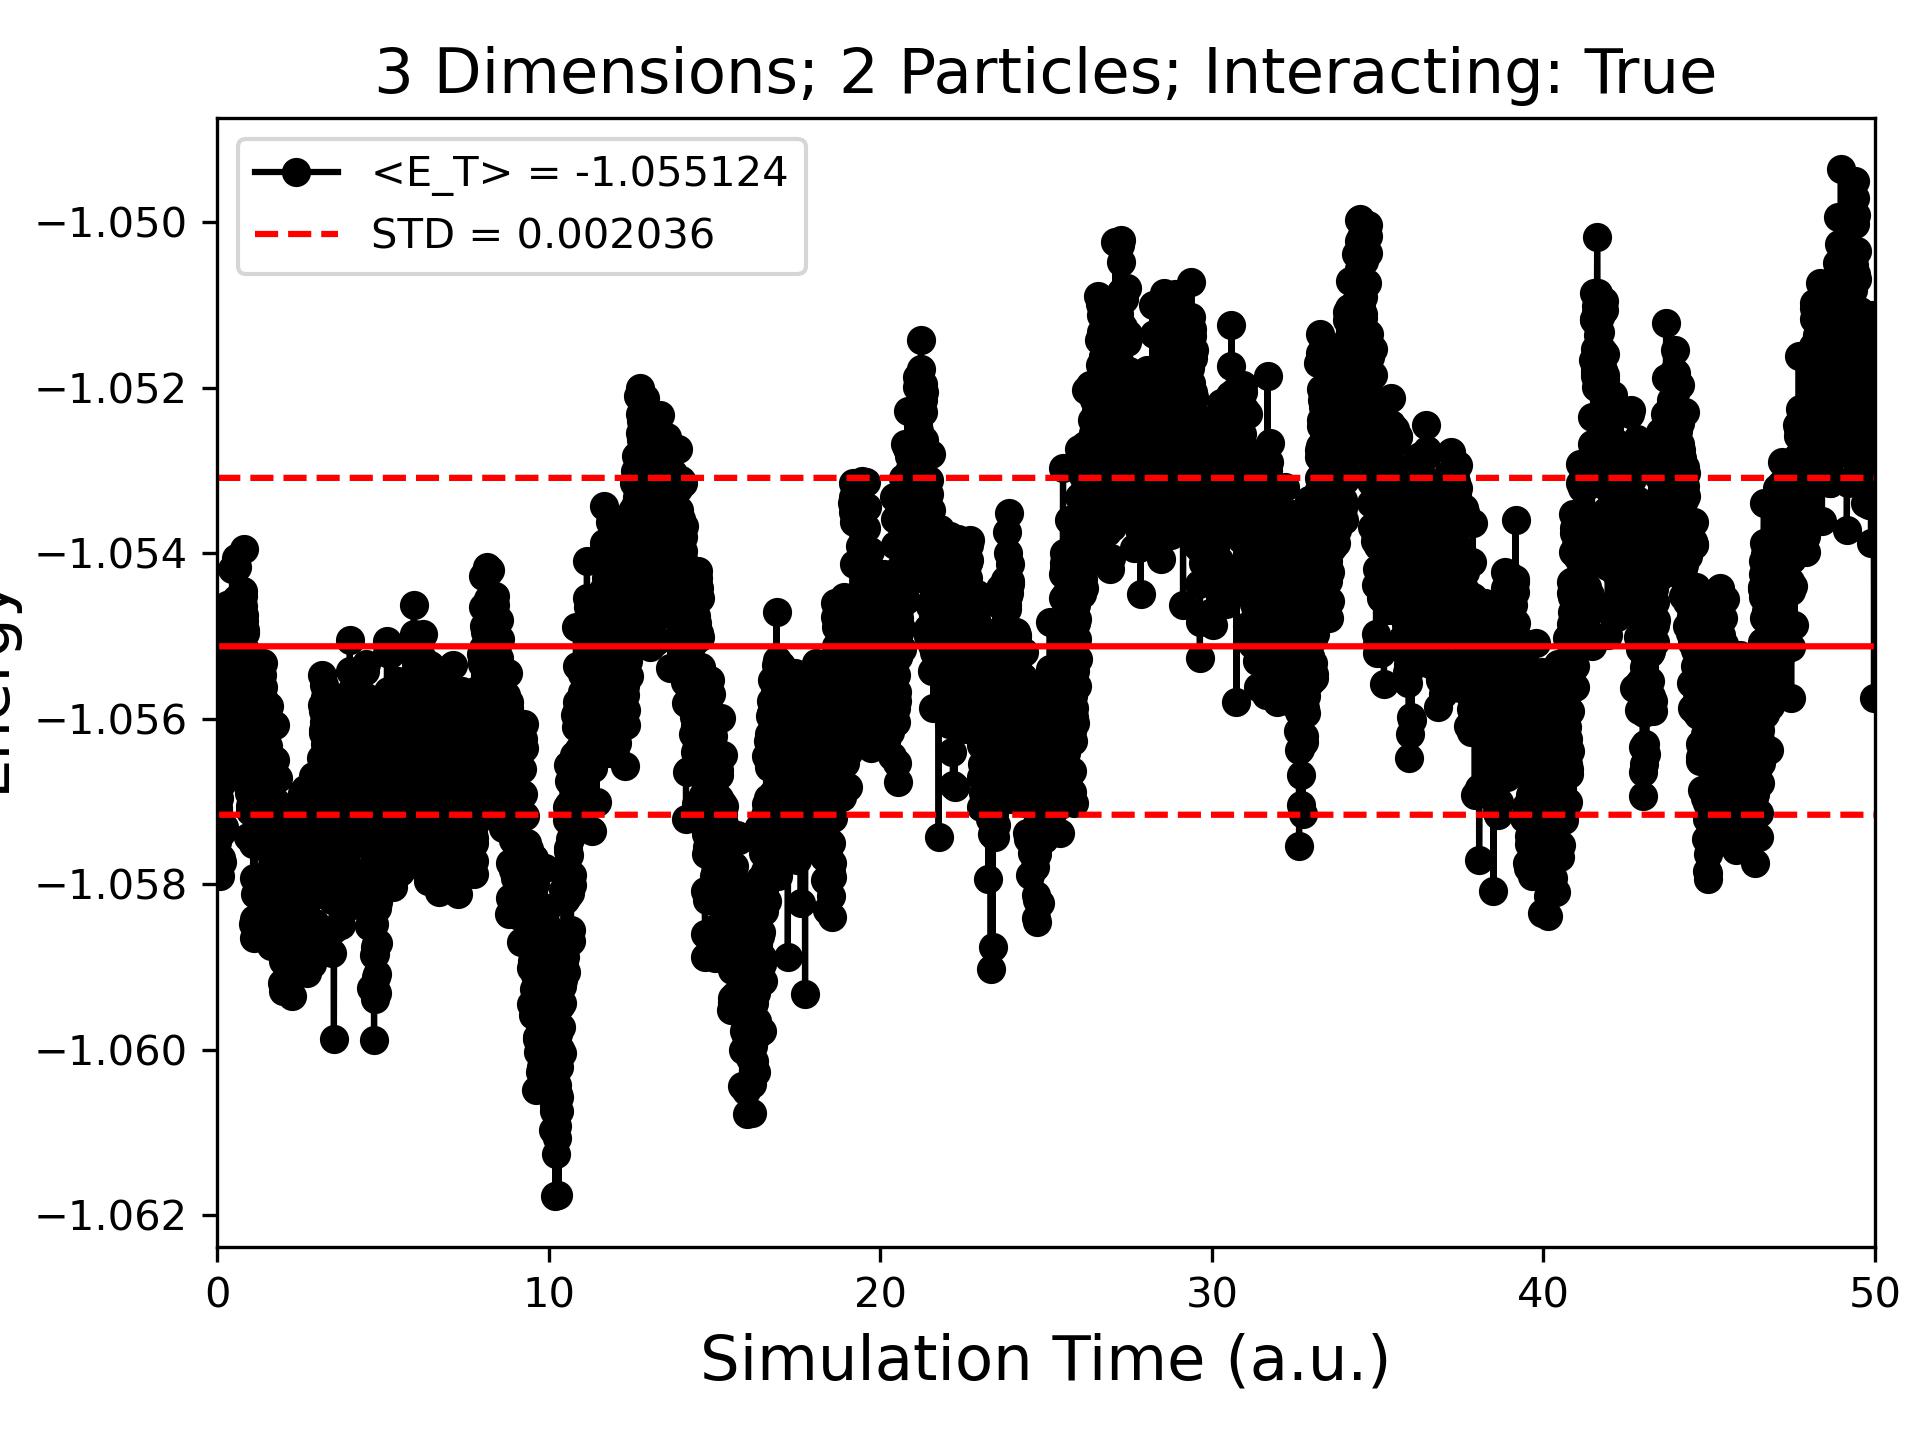 3 Dimensions; 2 Particles; Interacting: True
<E_T> = -1.055124
STD = 0.002036
−1.050
−1.052
−1.054
−1.056
−1.058
−1.060
−1.062
Energy
0 10 20 30 40 50
Simulation Time (a.u.)